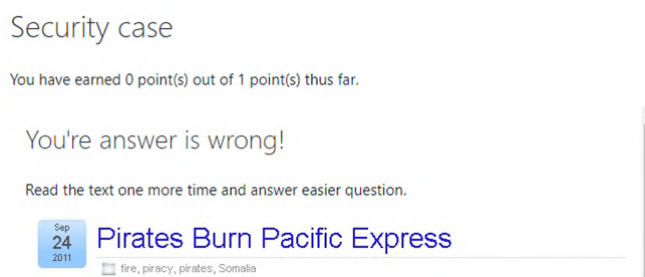 Security case
You have earned 0 point(s) out of 1 point(s) thus far.
You're answer is wrong!
Read the text one more time and answer easier question.
Sep
24
2011
Pirates Burn Pacific Express
fire, piracy, pirates, Somalia